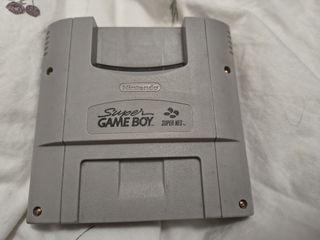 Nintendo
Super
GAME BOY
SUPER NES